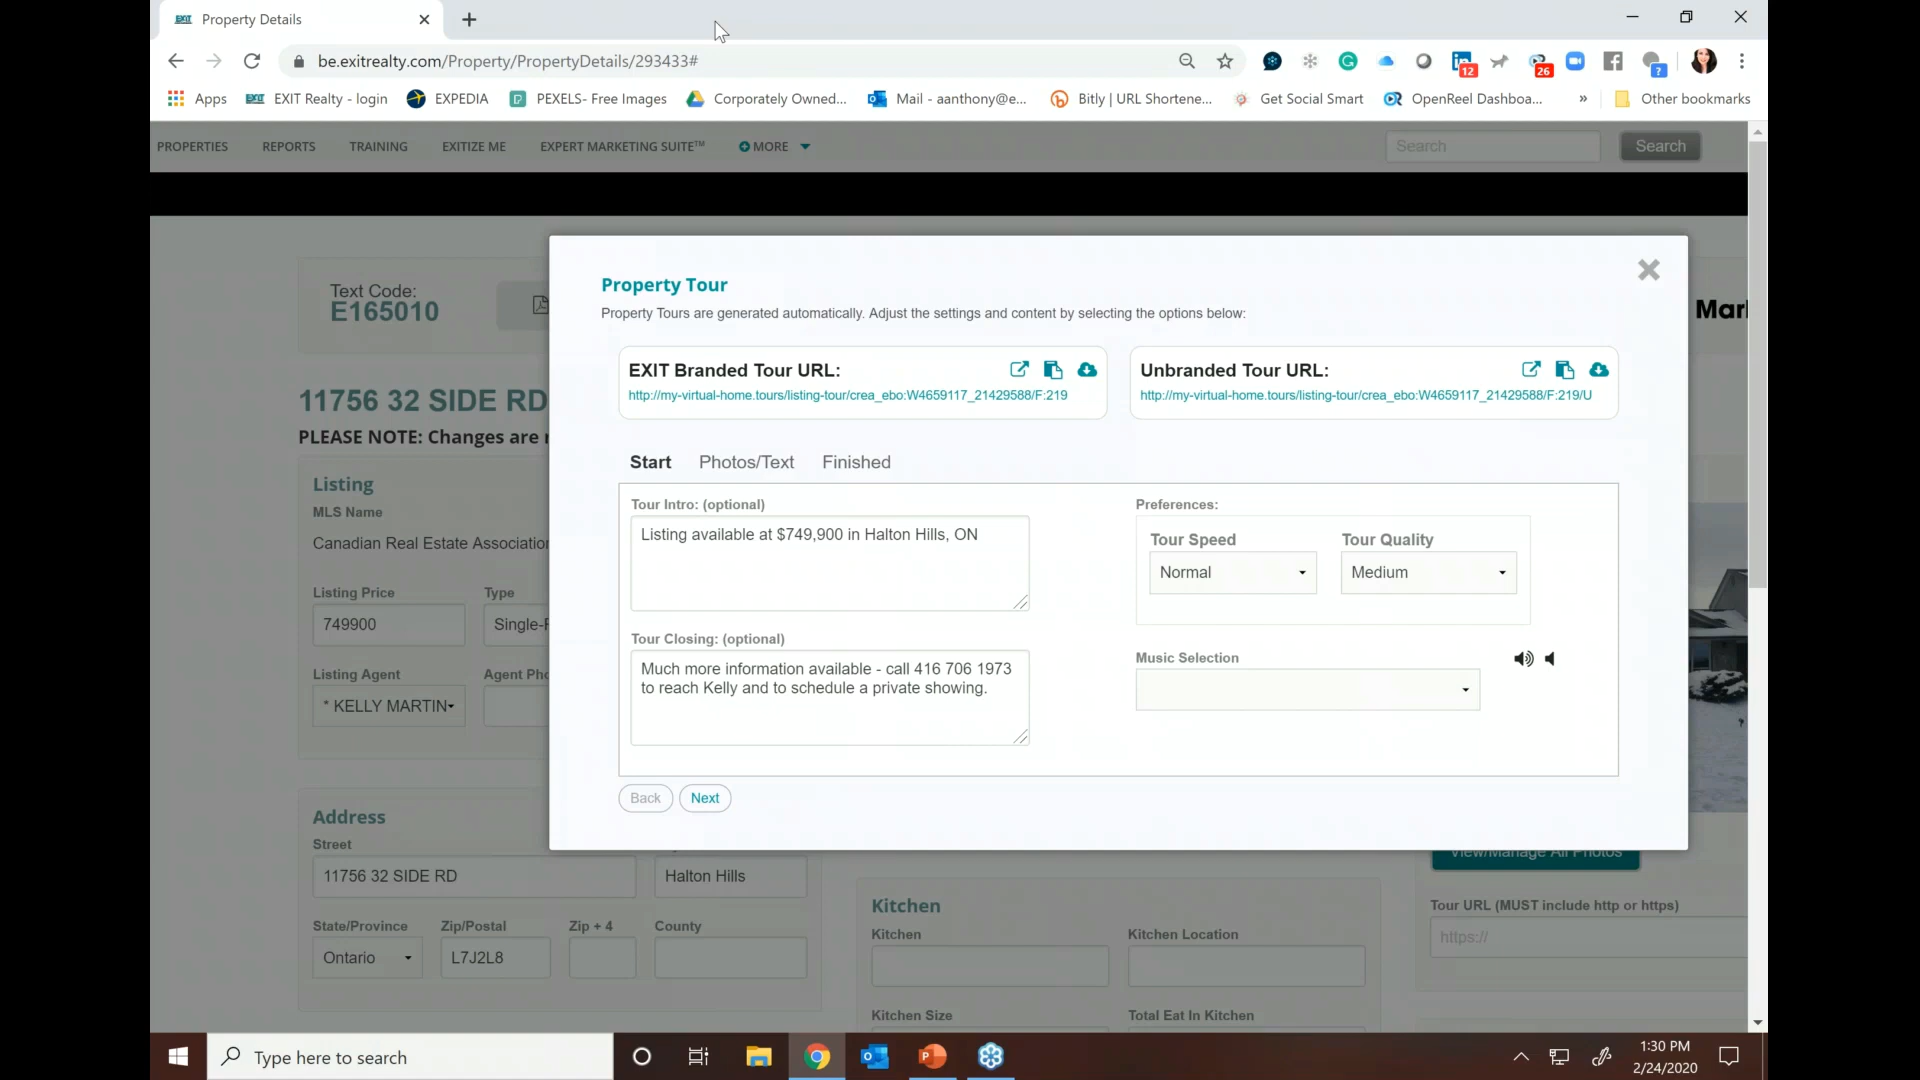 EXIT Property Details
be.exitrealty.com/Property/PropertyDetails/293433#
12
26
?
Apps EXIT EXIT Realty - login EXPEDIA PEXELS- Free Images Corporately Owned... Mail - aanthony@e... Bitly | URL Shortene... Get Social Smart OpenReel Dashboa... » Other bookmarks
PROPERTIES REPORTS TRAINING EXITIZE ME EXPERT MARKETING SUITE™ MORE Search Search
Text Code:
E165010
11756 32 SIDE RD
PLEASE NOTE: Changes are
Listing
MLS Name
Canadian Real Estate Association
Listing Price Type
749900 Single-F
Listing Agent Agent Pho
* KELLY MARTIN
Address
Street
11756 32 SIDE RD Halton Hills
State/Province Zip/Postal Zip + 4 County
Ontario L7J2L8
Property Tour
Property Tours are generated automatically. Adjust the settings and content by selecting the options below:
EXIT Branded Tour URL:
http://my-virtual-home.tours/listing-tour/crea_ebo:W4659117_21429588/F:219
Unbranded Tour URL:
http://my-virtual-home.tours/listing-tour/crea_ebo:W4659117_21429588/F:219/U
Start Photos/Text Finished
Tour Intro: (optional)
Listing available at $749,900 in Halton Hills, ON
Tour Closing: (optional)
Much more information available - call 416 706 1973
to reach Kelly and to schedule a private showing.
Preferences:
Tour Speed Tour Quality
Normal Medium
Music Selection
Back Next
Mar
View/Manage All Photos
Kitchen
Kitchen Kitchen Location
Kitchen Size Total Eat In Kitchen
Tour URL (MUST include http or https)
https://
Type here to search
1:30 PM
2/24/2020